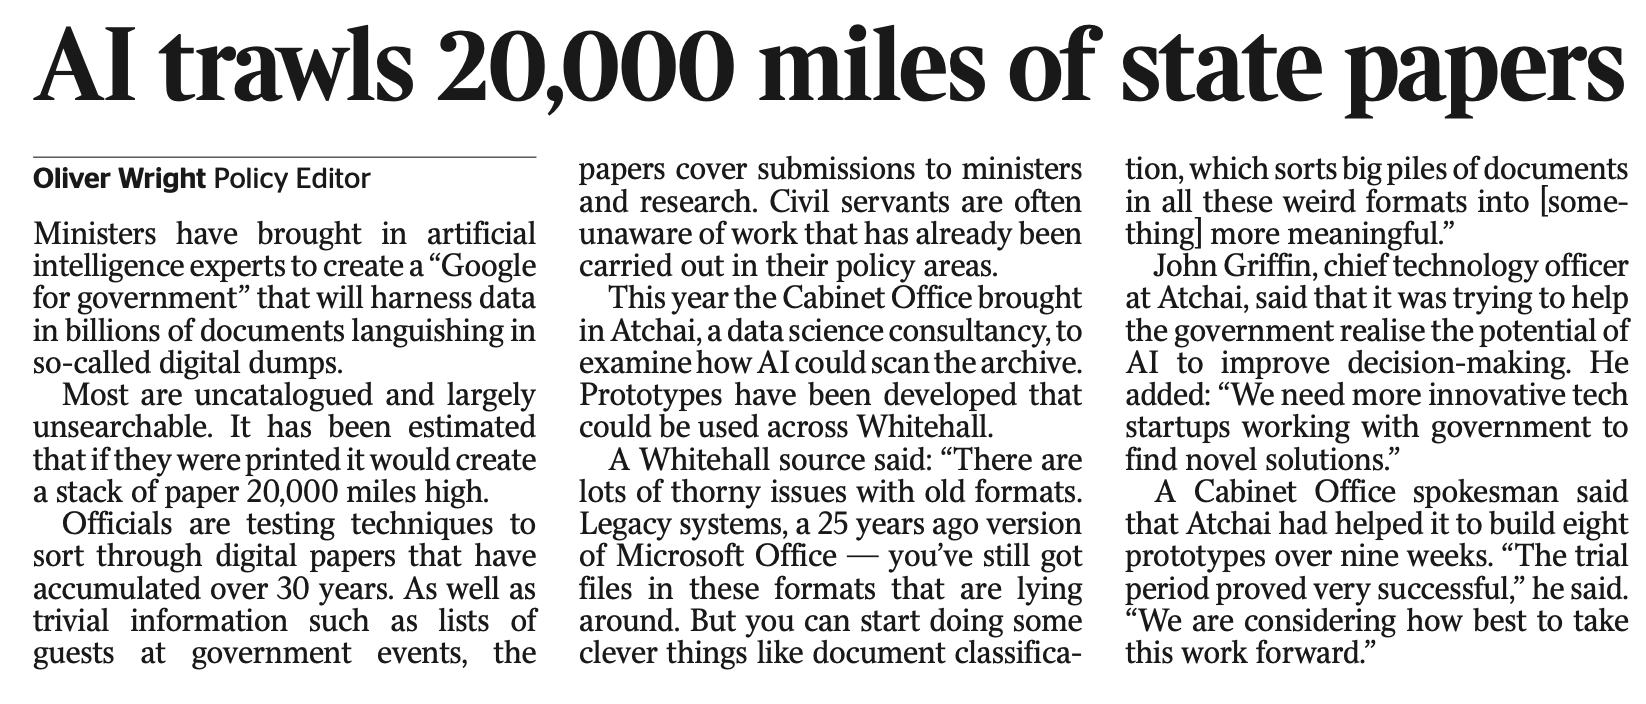 AI trawls 20,000 miles of state papers
Oliver Wright Policy Editor
Ministers have brought in artificial
intelligence experts to create a “Google
for government” that will harness data
in billions of documents languishing in
so-called digital dumps.
Most are uncatalogued and largely
unsearchable. It has been estimated
that if they were printed it would create
a stack of paper 20,000 miles high.
Officials are testing techniques to
sort through digital papers that have
accumulated over 30 years. As well as
trivial information such as lists of
guests at government events, the
papers cover submissions to ministers
and research. Civil servants are often
unaware of work that has already been
carried out in their policy areas.
This year the Cabinet Office brought
in Atchai, a data science consultancy, to
examine how AI could scan the archive.
Prototypes have been developed that
could be used across Whitehall.
A Whitehall source said: “There are
lots of thorny issues with old formats.
Legacy systems, a 25 years ago version
of Microsoft Office — you’ve still got
files in these formats that are lying
around. But you can start doing some
clever things like document classifica-
tion, which sorts big piles of documents
in all these weird formats into [some-
thing] more meaningful.”
John Griffin, chief technology officer
at Atchai, said that it was trying to help
the government realise the potential of
AI to improve decision-making. He
added: “We need more innovative tech
startups working with government to
find novel solutions.”
A Cabinet Office spokesman said
that Atchai had helped it to build eight
prototypes over nine weeks. “The trial
period proved very successful,” he said.
“We are considering how best to take
this work forward.”